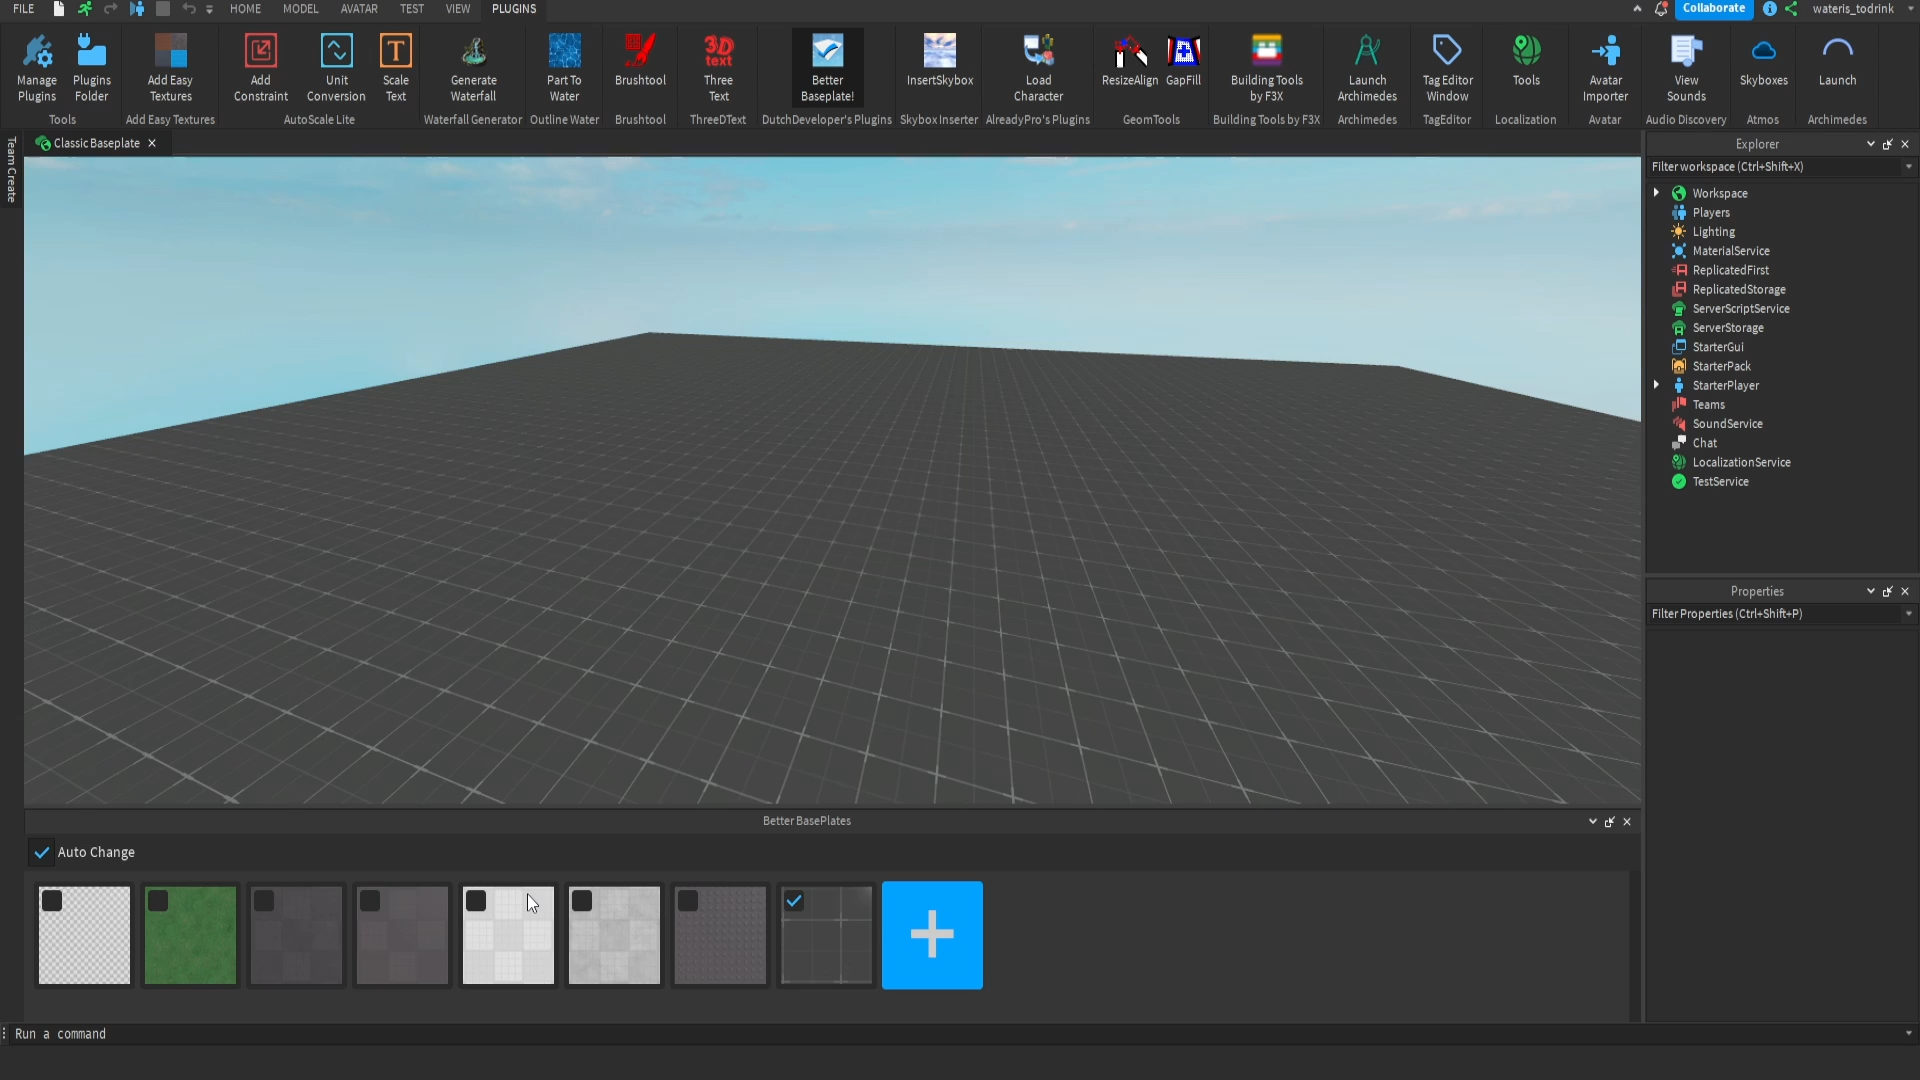 FILE HOME MODEL AVATAR TEST VIEW PLUGINS Collaborate wateris_todrink
Manage Plugins
Plugins Folder
Add Easy Textures
Add Constraint
Unit Conversion
Scale Text
Generate Waterfall
Part To Water
Brushtool
3D text
Three Text
Better Baseplate!
InsertSkybox
Load Character
ResizeAlign
GapFill
Building Tools by F3X
Launch Archimedes
Tag Editor Window
Tools
Avatar Importer
View Sounds
Skyboxes
Launch
Tools Add Easy Textures AutoScale Lite Waterfall Generator Outline Water Brushtool ThreeDText DutchDeveloper's Plugins Skybox Inserter AlreadyPro's Plugins GeomTools Building Tools by F3X Archimedes TagEditor Localization Avatar Audio Discovery Atmos Archimedes
Team Create
Classic Baseplate
Explorer
Filter workspace (Ctrl+Shift+X)
Workspace
Players
Lighting
MaterialService
ReplicatedFirst
ReplicatedStorage
ServerScriptService
ServerStorage
StarterGui
StarterPack
StarterPlayer
Teams
SoundService
Chat
LocalizationService
TestService
Properties
Filter Properties (Ctrl+Shift+P)
Better BasePlates
Auto Change
Run a command